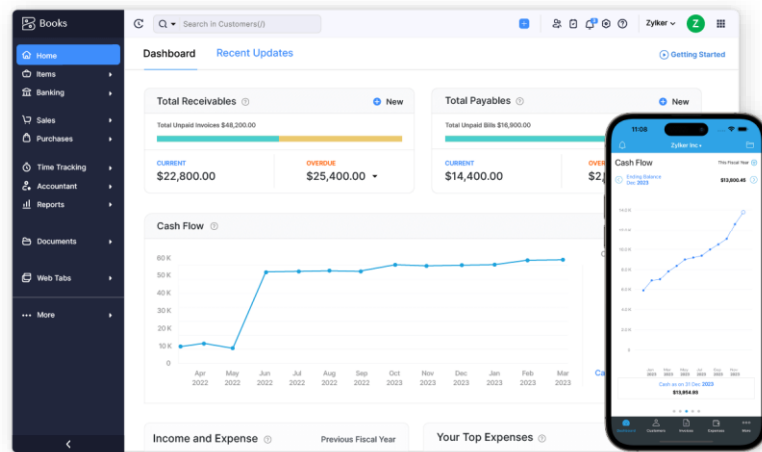 Books
Search in Customers(/)
Zylker
Z
Home
Items
Banking
Sales
Purchases
Time Tracking
Accountant
Reports
Documents
Web Tabs
More
Dashboard
Recent Updates
Getting Started
Total Receivables
New
Total Unpaid Invoices $48,200.00
CURRENT
$22,800.00
OVERDUE
$25,400.00
Total Payables
New
Total Unpaid Bills $16,900.00
CURRENT
$14,400.00
Cash Flow
60 K
50 K
40 K
30 K
20 K
10 K
0
Apr May Jun Jul Aug Sep Oct Nov Dec Jan Feb Mar
2022 2022 2022 2022 2022 2022 2023 2023 2023 2023 2023 2023
Income and Expense
Previous Fiscal Year
Your Top Expenses
11:08
Zylker Inc
Cash Flow
This Fiscal Year
Ending Balance
Dec 2023
Cash as on 31 Dec 2023
Dashboard
Customers
Invoices
Expenses
More